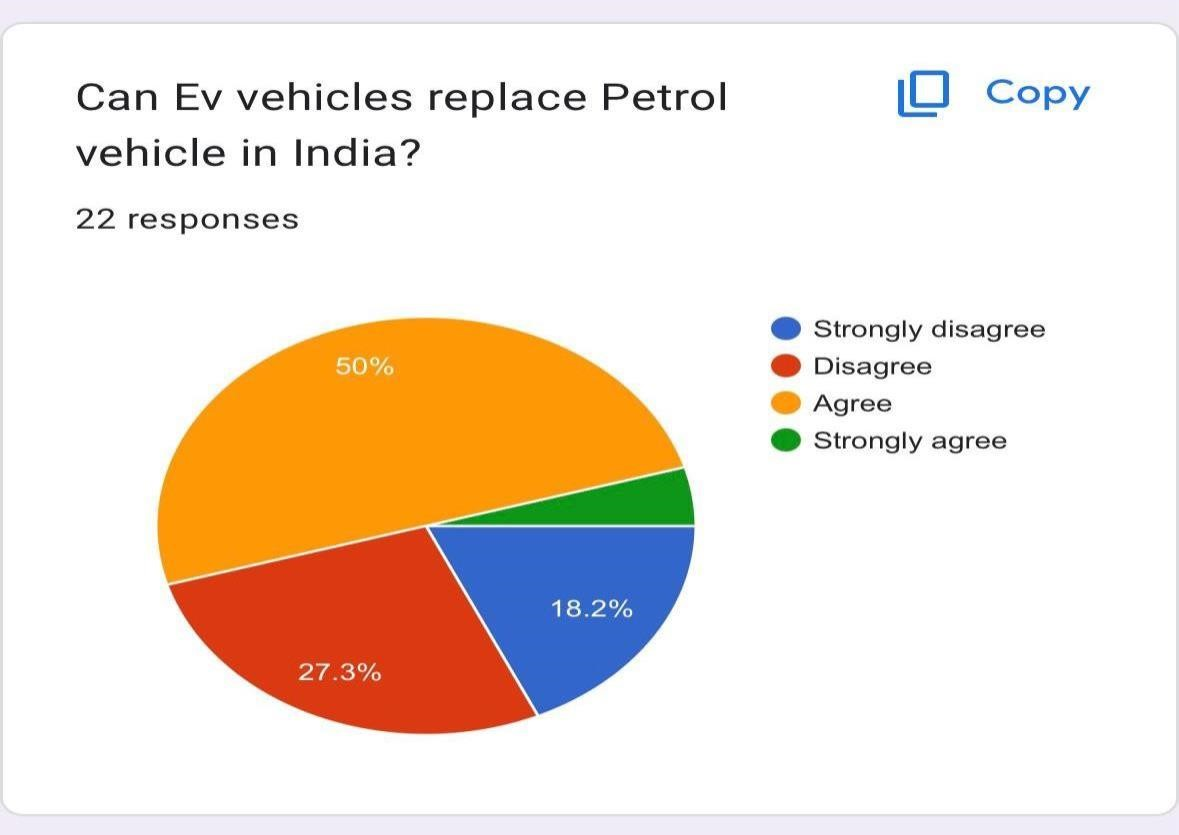 Can Ev vehicles replace Petrol
vehicle in India?
Copy
22 responses
50%
18.2%
27.3%
Strongly disagree
Disagree
Agree
Strongly agree